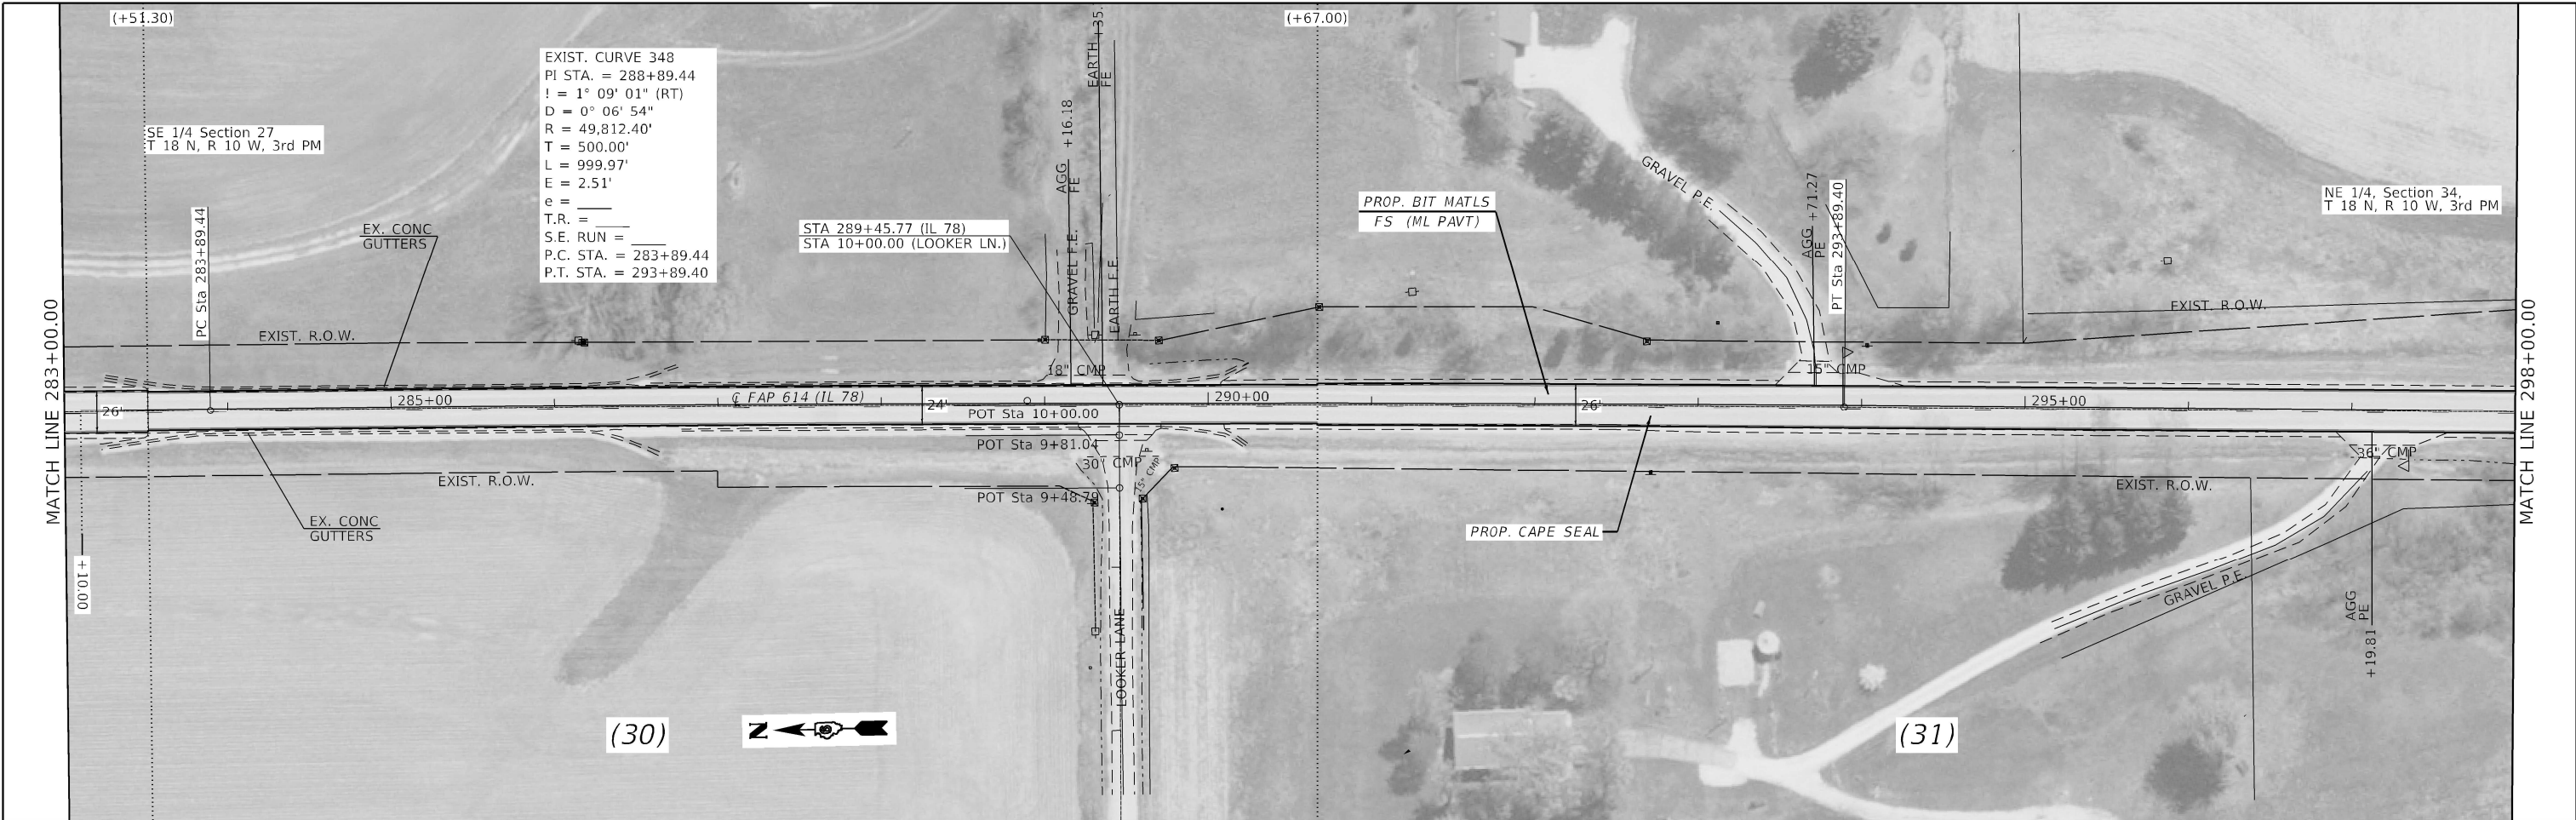 (+51.30)
(+67.00)
EXIST. CURVE 348
PI STA. = 288+89.44
! = 1° 09' 01" (RT)
D = 0° 06' 54"
R = 49,812.40'
T = 500.00'
L = 999.97'
E = 2.51'
e = ____
T.R. = ____
S.E. RUN = ____
P.C. STA. = 283+89.44
P.T. STA. = 293+89.40
SE 1/4 Section 27
T 18 N, R 10 W, 3rd PM
NE 1/4, Section 34,
T 18 N, R 10 W, 3rd PM
EARTH +35.
FE
AGG +16.18
FE
GRAVEL F.E.
EARTH F.E.
STA 289+45.77 (IL 78)
STA 10+00.00 (LOOKER LN.)
PROP. BIT MATLS
FS (ML PAVT)
GRAVEL P.E.
AGG +71.27
PE
PT Sta 293+89.40
PC Sta 283+89.44
EX. CONC
GUTTERS
EXIST. R.O.W.
EXIST. R.O.W.
MATCH LINE 283+00.00
MATCH LINE 298+00.00
P
18" CMP
15" CMP
26'
285+00
℄ FAP 614 (IL 78)
24'
290+00
26'
295+00
POT Sta 10+00.00
POT Sta 9+81.04
30" CMP
P
15" CMP
POT Sta 9+48.79
36" CMP
EXIST. R.O.W.
EXIST. R.O.W.
EX. CONC
GUTTERS
PROP. CAPE SEAL
+10.00
LOOKER LANE
GRAVEL P.E.
AGG
PE
+19.81
(30)
N
(31)